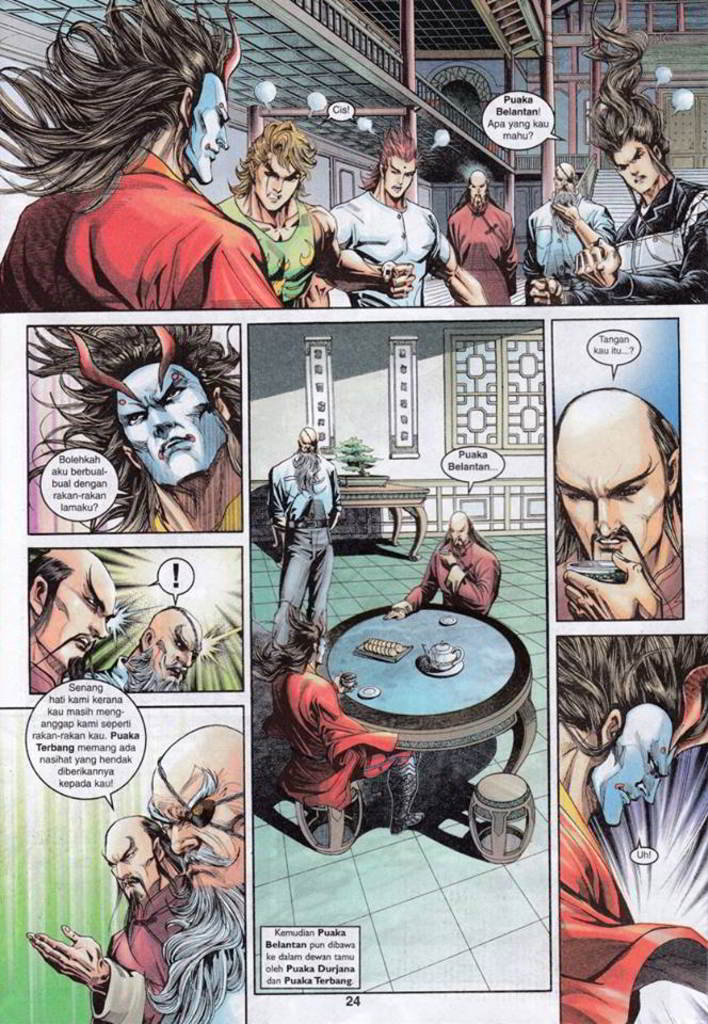 Cis!
Puaka
Belantan!
Apa yang kau
mahu?
Bolehkah
aku berbual-
bual dengan
rakan-rakan
lamaku?
!
Senang
hati kami kerana
kau masih meng-
anggap kami seperti
rakan-rakan kau. Puaka
Terbang memang ada
nasihat yang hendak
diberikannya
kepada kau!
Puaka
Belantan...
Kemudian Puaka
Belantan pun dibawa
ke dalam dewan tamu
oleh Puaka Durjana
dan Puaka Terbang.
Tangan
kau itu...?
Uh!
24